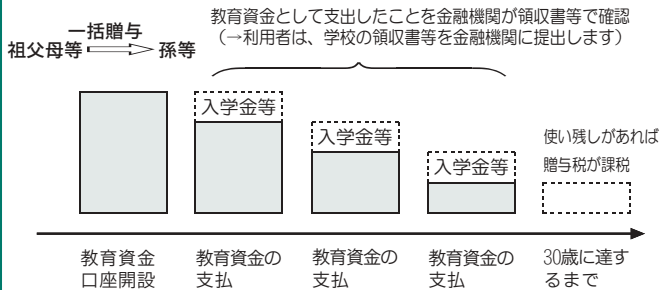 教育資金として支出したことを金融機関が領収書等で確認
（→利用者は、学校の領収書等を金融機関に提出します）
一括贈与
祖父母等 孫等
入学金等
入学金等
入学金等
使い残しがあれば
贈与税が課税
教育資金
口座開設
教育資金の
支払
教育資金の
支払
教育資金の
支払
30歳に達す
るまで